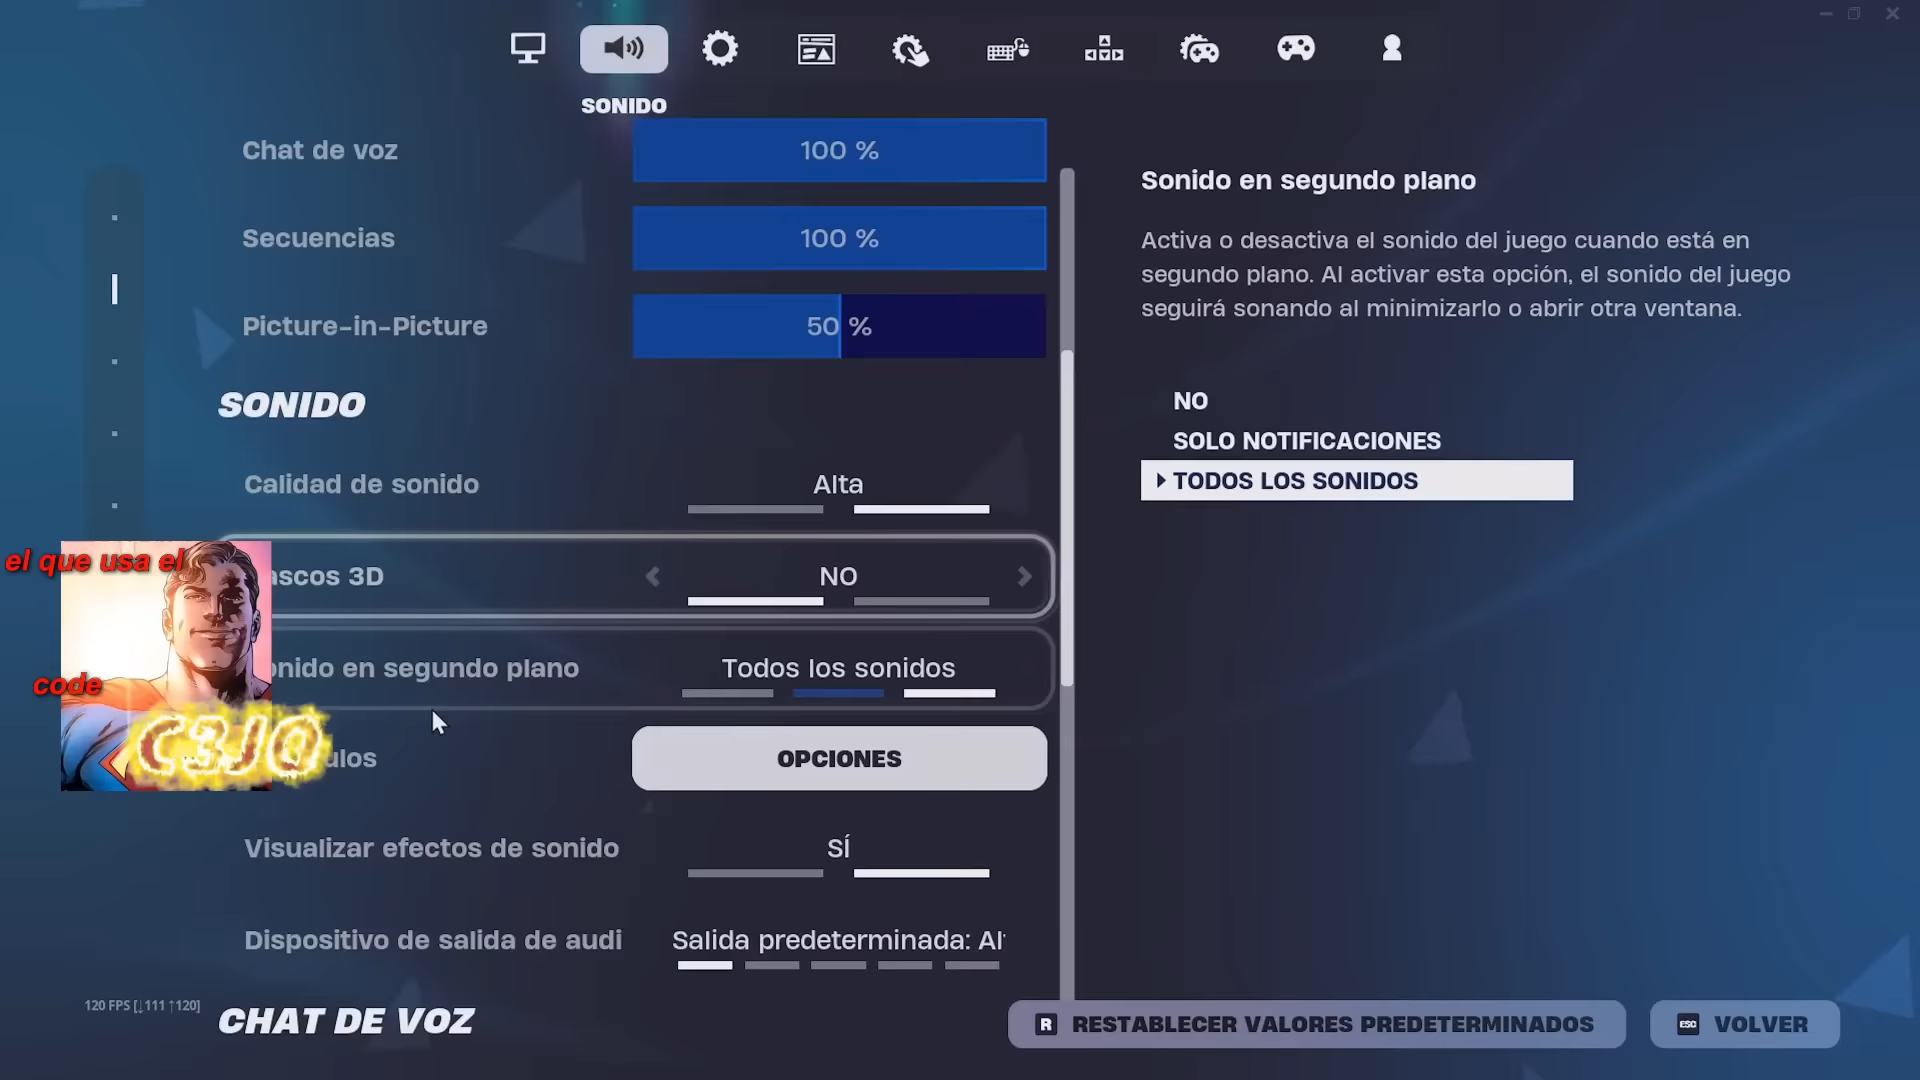 SONIDO
Chat de voz
100 %
Secuencias
100 %
Picture-in-Picture
50 %
SONIDO
Calidad de sonido
Alta
ascos 3D
NO
onido en segundo plano
Todos los sonidos
ulos
OPCIONES
Visualizar efectos de sonido
SÍ
Dispositivo de salida de audi
Salida predeterminada: Al
CHAT DE VOZ
el que usa el
code
C3JO
120 FPS [↓111 ↑120]
Sonido en segundo plano
Activa o desactiva el sonido del juego cuando está en
segundo plano. Al activar esta opción, el sonido del juego
seguirá sonando al minimizarlo o abrir otra ventana.
NO
SOLO NOTIFICACIONES
TODOS LOS SONIDOS
R RESTABLECER VALORES PREDETERMINADOS
ESC VOLVER